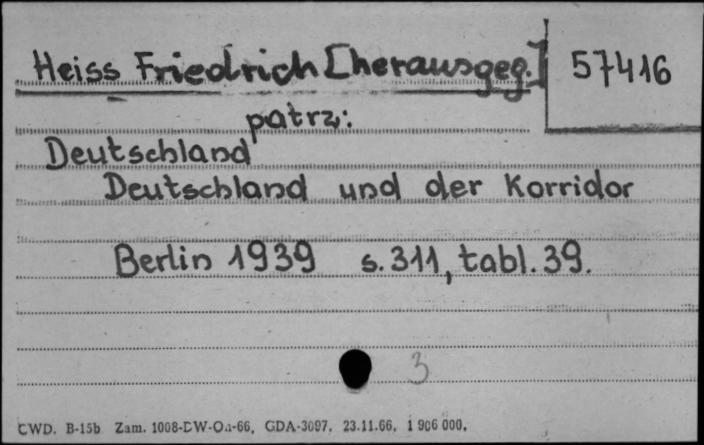 Heiss Friedrich [herausgeg.] 57416
patrz:
Deutschland
Deutschland und der Korridor
Berlin 1939 s. 311, tabl. 39.
3
CWD. B-15b Zam. 1008-DW-Oa-66, GDA-3097, 23.11.66, 1 906 000.